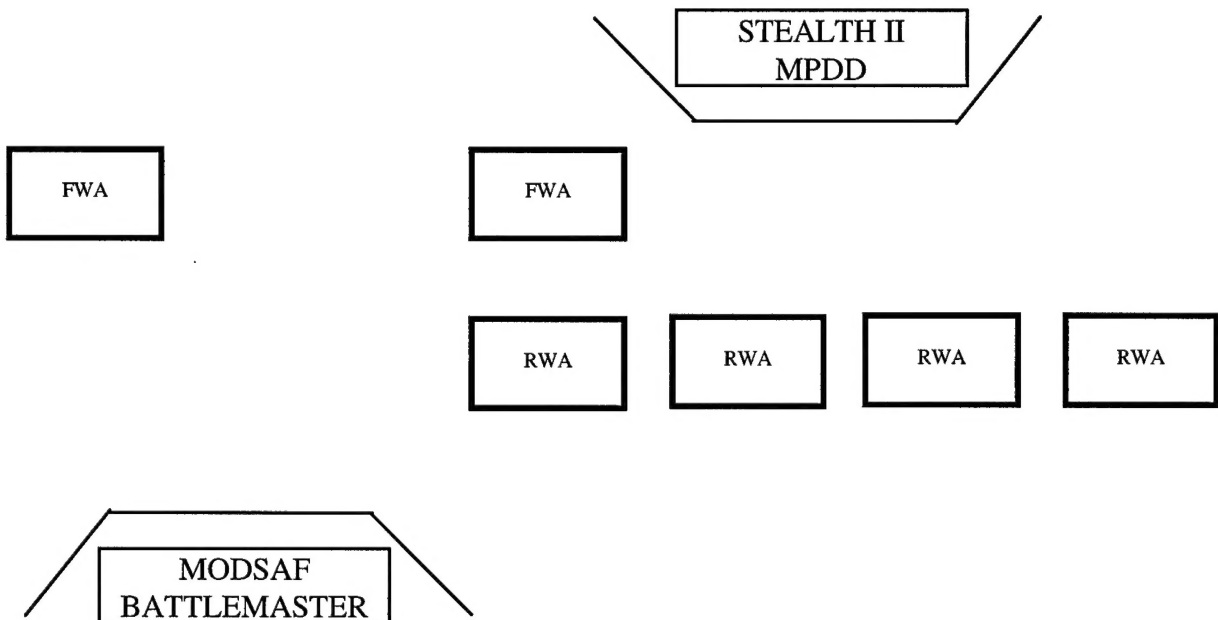 STEALTH II
MPDD
FWA
FWA
RWA
RWA
RWA
RWA
MODSAF
BATTLEMASTER